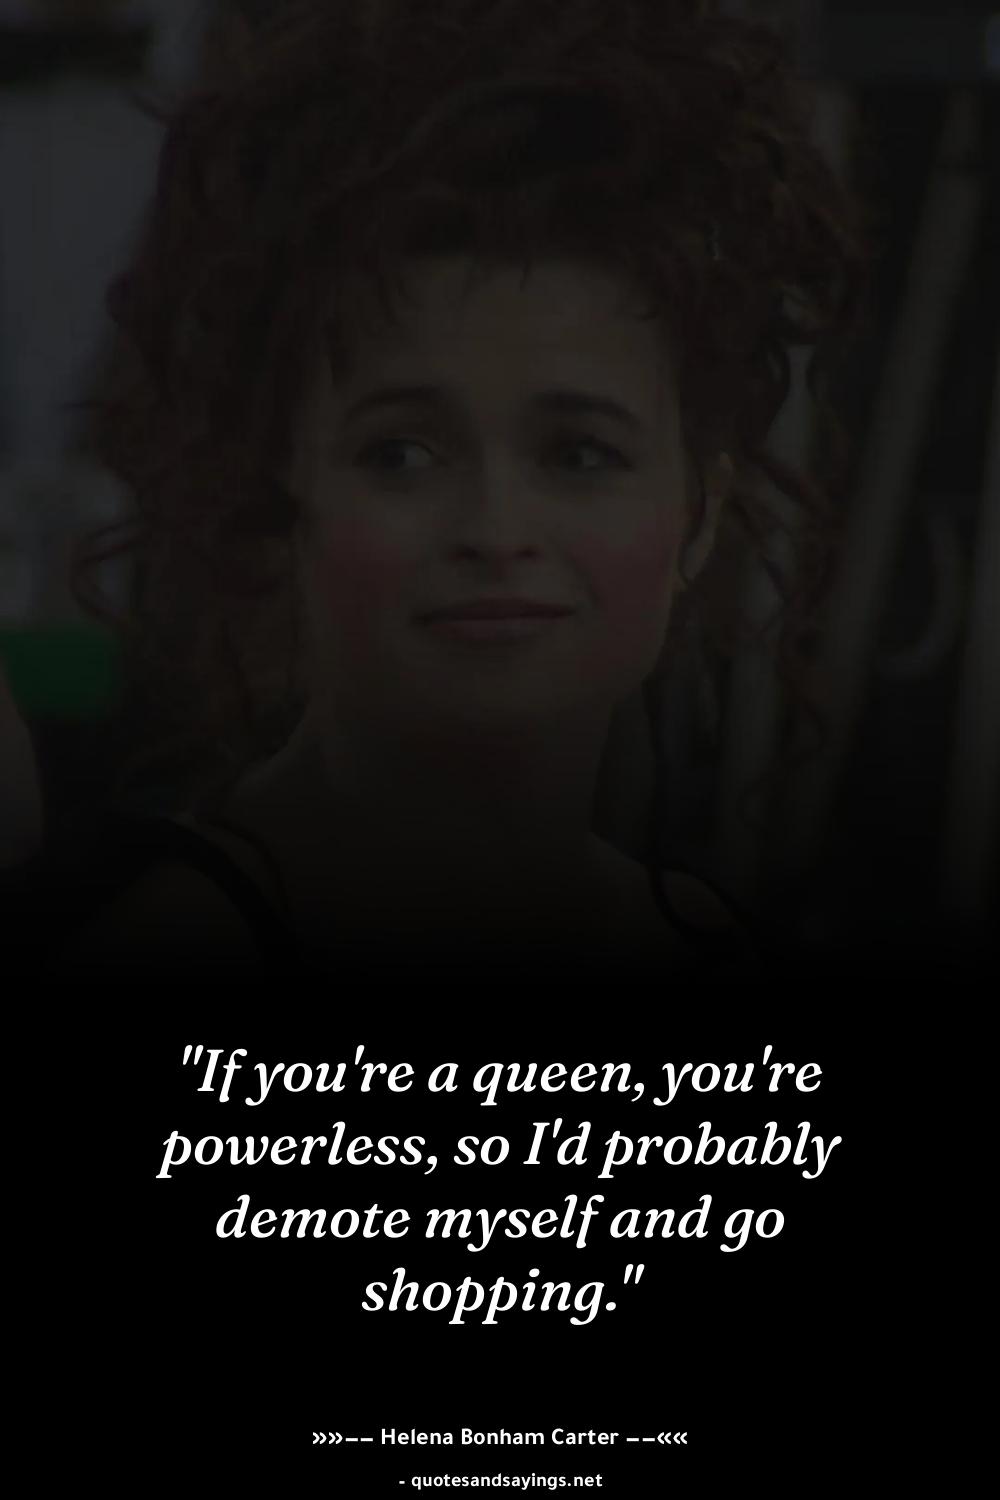 "If you're a queen, you're
powerless, so I'd probably
demote myself and go
shopping."
»»−− Helena Bonham Carter −−««
- quotesandsayings.net